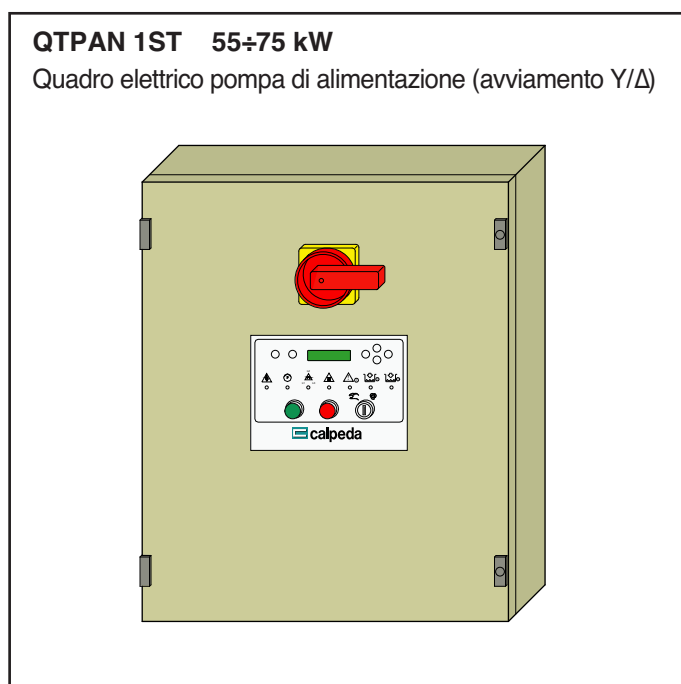 QTPAN 1ST 55÷75 kW
Quadro elettrico pompa di alimentazione (avviamento Y/Δ)
calpeda